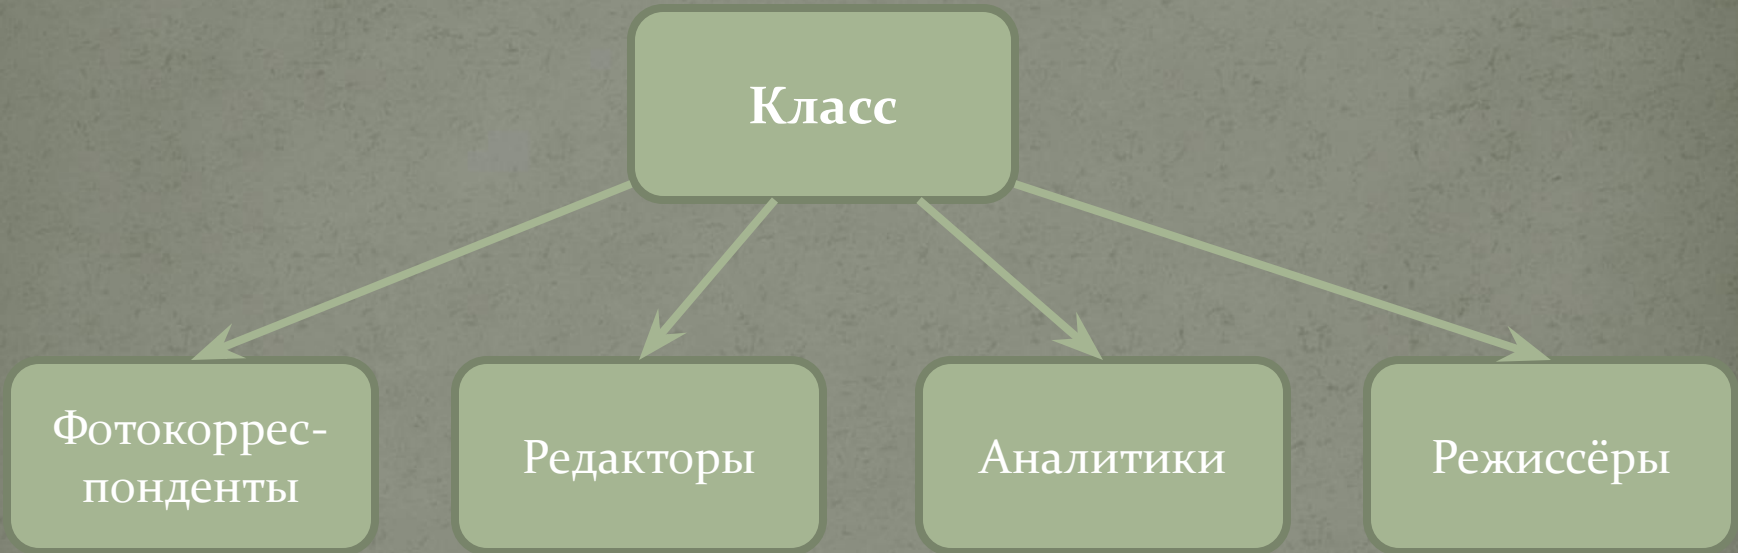 Класс
Фотокоррес-
понденты
Редакторы
Аналитики
Режиссёры